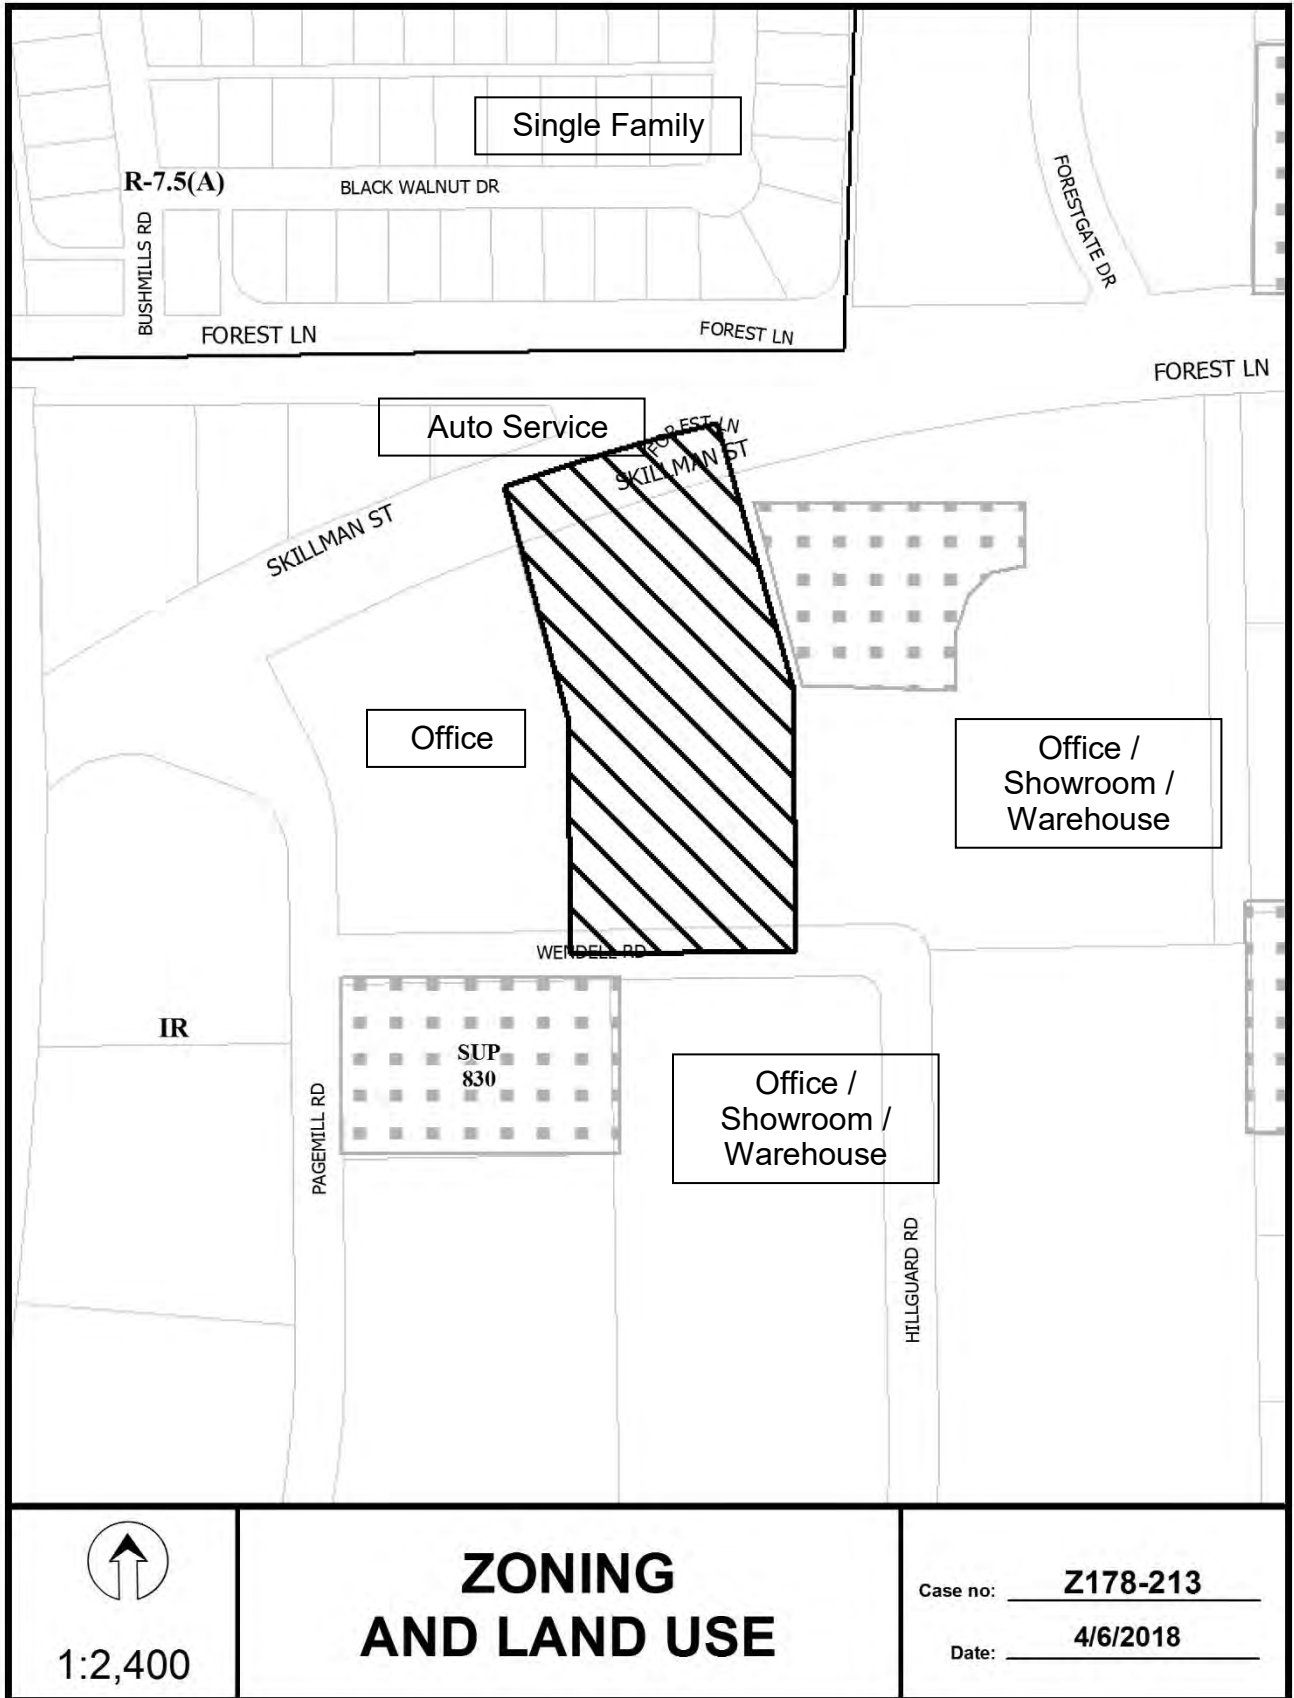 Single Family
R-7.5(A)
BLACK WALNUT DR
BUSHMILLS RD
FORESTGATE DR
FOREST LN
FOREST LN
FOREST LN
Auto Service
FOREST LN
SKILLMAN ST
SKILLMAN ST
Office
Office /
Showroom /
Warehouse
WENDELL RD
IR
SUP
830
Office /
Showroom /
Warehouse
PAGEMILL RD
HILLGUARD RD
1:2,400
ZONING
AND LAND USE
Case no: Z178-213
Date: 4/6/2018